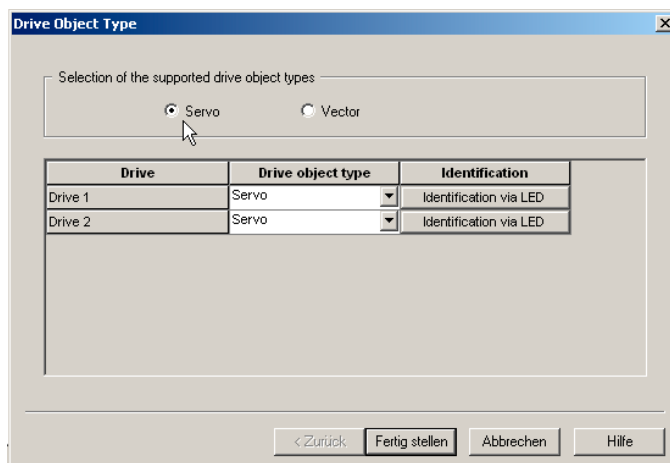 Drive Object Type
Selection of the supported drive object types
Servo Vector
Drive Drive object type Identification
Drive 1 Servo Identification via LED
Drive 2 Servo Identification via LED
< Zurück Fertig stellen Abbrechen Hilfe